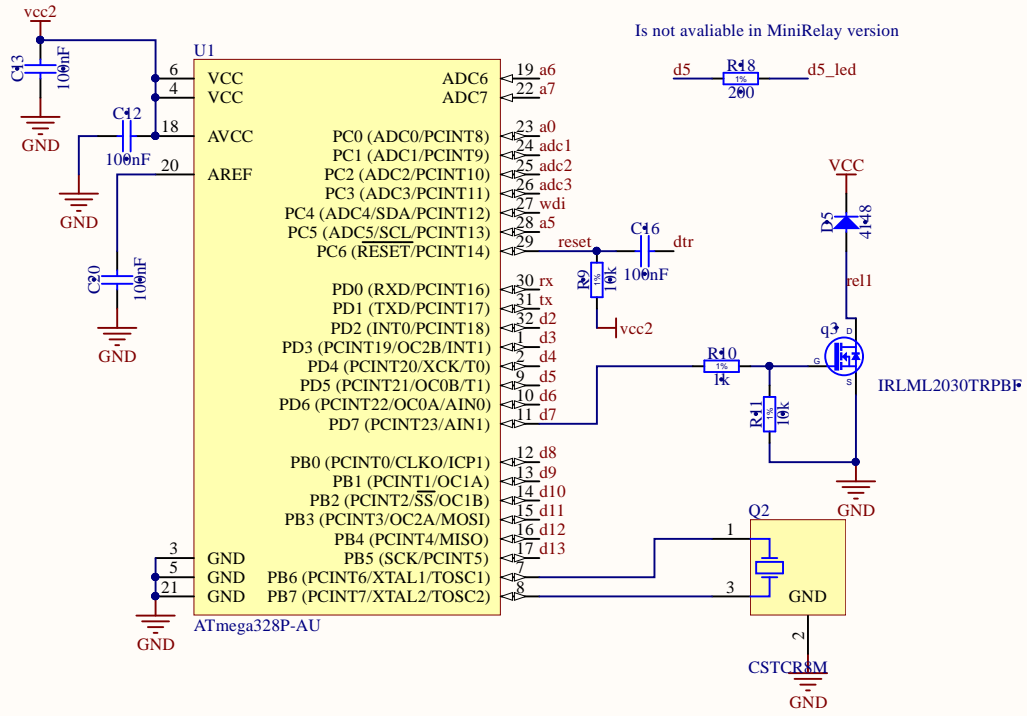 vcc2
C13
100nF
GND
C12
100nF
GND
C20
100nF
GND
U1
6 VCC
4 VCC
18 AVCC
20 AREF
3 GND
5 GND
21 GND
GND
ADC6 19 a6
ADC7 22 a7
PC0 (ADC0/PCINT8) 23 a0
PC1 (ADC1/PCINT9) 24 adc1
PC2 (ADC2/PCINT10) 25 adc2
PC3 (ADC3/PCINT11) 26 adc3
PC4 (ADC4/SDA/PCINT12) 27 wdi
PC5 (ADC5/SCL/PCINT13) 28 a5
PC6 (RESET/PCINT14) 29
PD0 (RXD/PCINT16) 30 rx
PD1 (TXD/PCINT17) 31 tx
PD2 (INT0/PCINT18) 32 d2
PD3 (PCINT19/OC2B/INT1) 1 d3
PD4 (PCINT20/XCK/T0) 2 d4
PD5 (PCINT21/OC0B/T1) 9 d5
PD6 (PCINT22/OC0A/AIN0) 10 d6
PD7 (PCINT23/AIN1) 11 d7
PB0 (PCINT0/CLKO/ICP1) 12 d8
PB1 (PCINT1/OC1A) 13 d9
PB2 (PCINT2/SS/OC1B) 14 d10
PB3 (PCINT3/OC2A/MOSI) 15 d11
PB4 (PCINT4/MISO) 16 d12
PB5 (SCK/PCINT5) 17 d13
PB6 (PCINT6/XTAL1/TOSC1) 7
PB7 (PCINT7/XTAL2/TOSC2) 8
ATmega328P-AU
Is not avaliable in MiniRelay version
d5 R18 d5_led
1%
200
reset C16 dtr
100nF
R9 1% 10k
vcc2
VCC
D5 4148
rel1
q3 D
G
S
IRLML2030TRPBF
R10
1%
1k
R11 1% 10k
GND
Q2
1
3
GND
2
CSTCR8M
GND